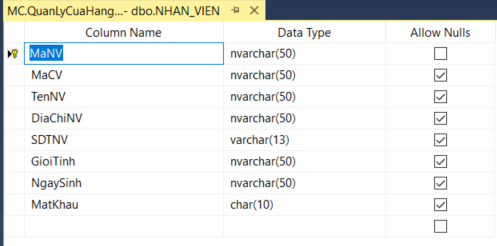 MC.QuanLyCuaHang...- dbo.NHAN_VIEN
Column Name Data Type Allow Nulls
MaNV nvarchar(50)
MaCV nvarchar(50)
TenNV nvarchar(50)
DiaChiNV nvarchar(50)
SDTNV varchar(13)
GioiTinh nvarchar(50)
NgaySinh nvarchar(50)
MatKhau char(10)